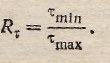 R_τ = τ_min / τ_max.